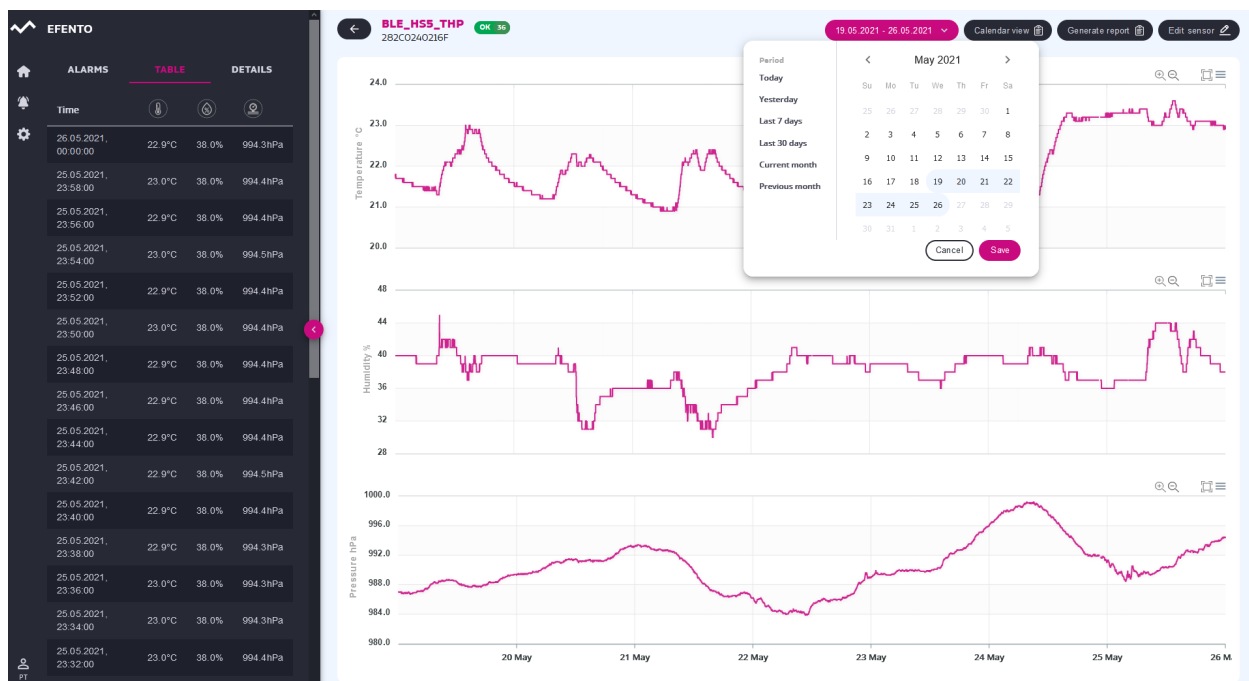 EFENTO
ALARMS TABLE DETAILS
Time
26.05.2021, 00:00:00 22.9°C 38.0% 994.3hPa
25.05.2021, 23:58:00 23.0°C 38.0% 994.4hPa
25.05.2021, 23:56:00 22.9°C 38.0% 994.4hPa
25.05.2021, 23:54:00 23.0°C 38.0% 994.5hPa
25.05.2021, 23:52:00 22.9°C 38.0% 994.4hPa
25.05.2021, 23:50:00 23.0°C 38.0% 994.4hPa
25.05.2021, 23:48:00 22.9°C 38.0% 994.4hPa
25.05.2021, 23:46:00 22.9°C 38.0% 994.4hPa
25.05.2021, 23:44:00 22.9°C 38.0% 994.4hPa
25.05.2021, 23:42:00 22.9°C 38.0% 994.5hPa
25.05.2021, 23:40:00 22.9°C 38.0% 994.4hPa
25.05.2021, 23:38:00 22.9°C 38.0% 994.3hPa
25.05.2021, 23:36:00 23.0°C 38.0% 994.3hPa
25.05.2021, 23:34:00 23.0°C 38.0% 994.3hPa
25.05.2021, 23:32:00 23.0°C 38.0% 994.4hPa
PT
BLE_HS5_THP OK 36
282C0240216F
19.05.2021 - 26.05.2021 Calendar view Generate report Edit sensor
Period
Today
Yesterday
Last 7 days
Last 30 days
Current month
Previous month
May 2021
Su Mo Tu We Th Fr Sa
25 26 27 28 29 30 1
2 3 4 5 6 7 8
9 10 11 12 13 14 15
16 17 18 19 20 21 22
23 24 25 26 27 28 29
30 31 1 2 3 4 5
Cancel Save
Temperature °C
24.0
23.0
22.0
21.0
20.0
Humidity %
48
44
40
36
32
28
Pressure hPa
1000.0
996.0
992.0
988.0
984.0
980.0
20 May 21 May 22 May 23 May 24 May 25 May 26 M